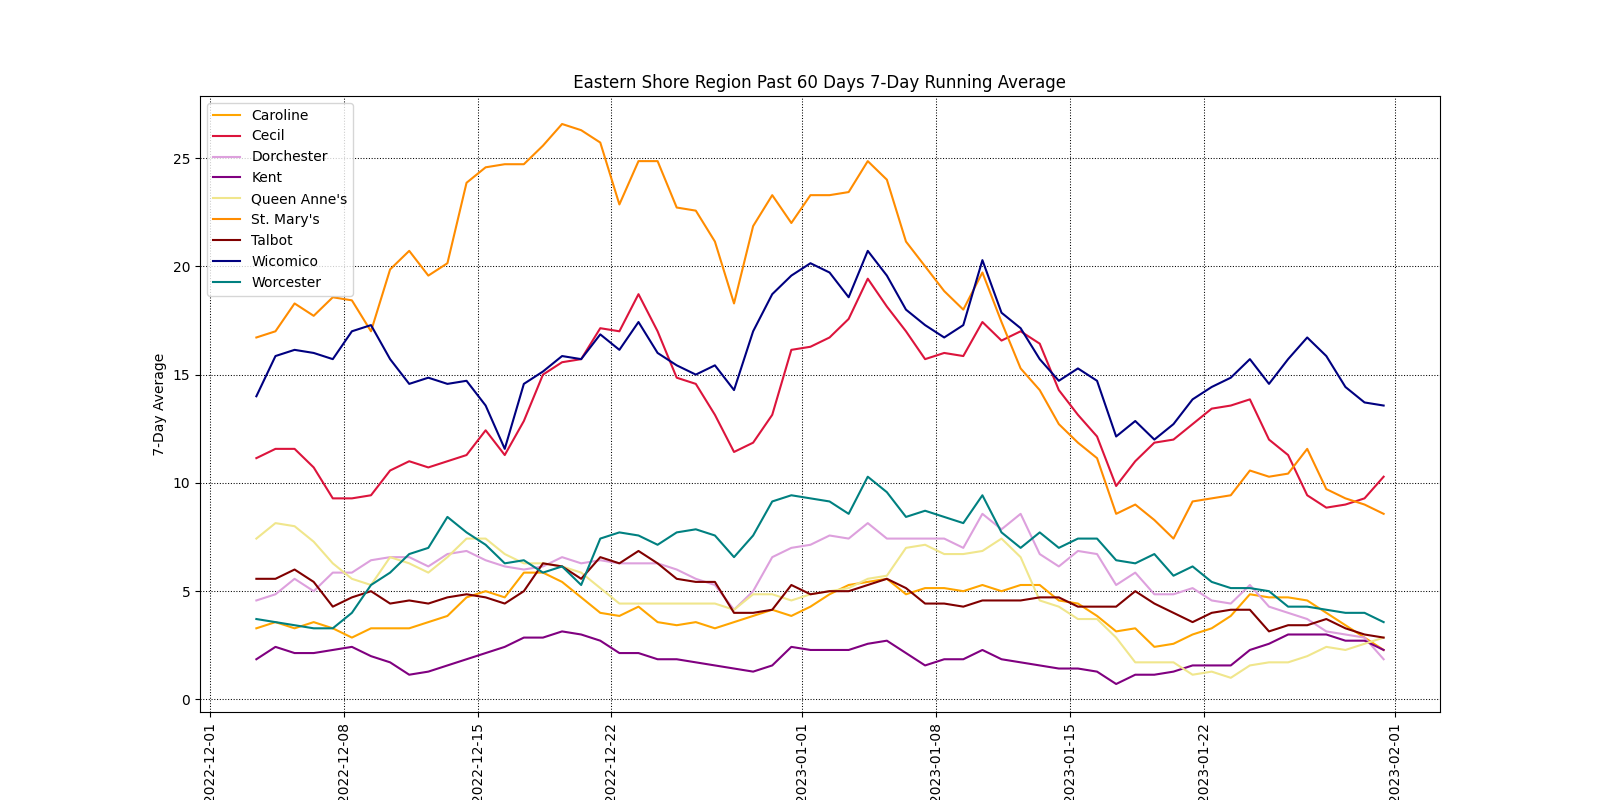 Eastern Shore Region Past 60 Days 7-Day Running Average
Caroline
Cecil
Dorchester
Kent
Queen Anne's
St. Mary's
Talbot
Wicomico
Worcester
7-Day Average
25
20
15
10
5
0
2022-12-01
2022-12-08
2022-12-15
2022-12-22
2023-01-01
2023-01-08
2023-01-15
2023-01-22
2023-02-01